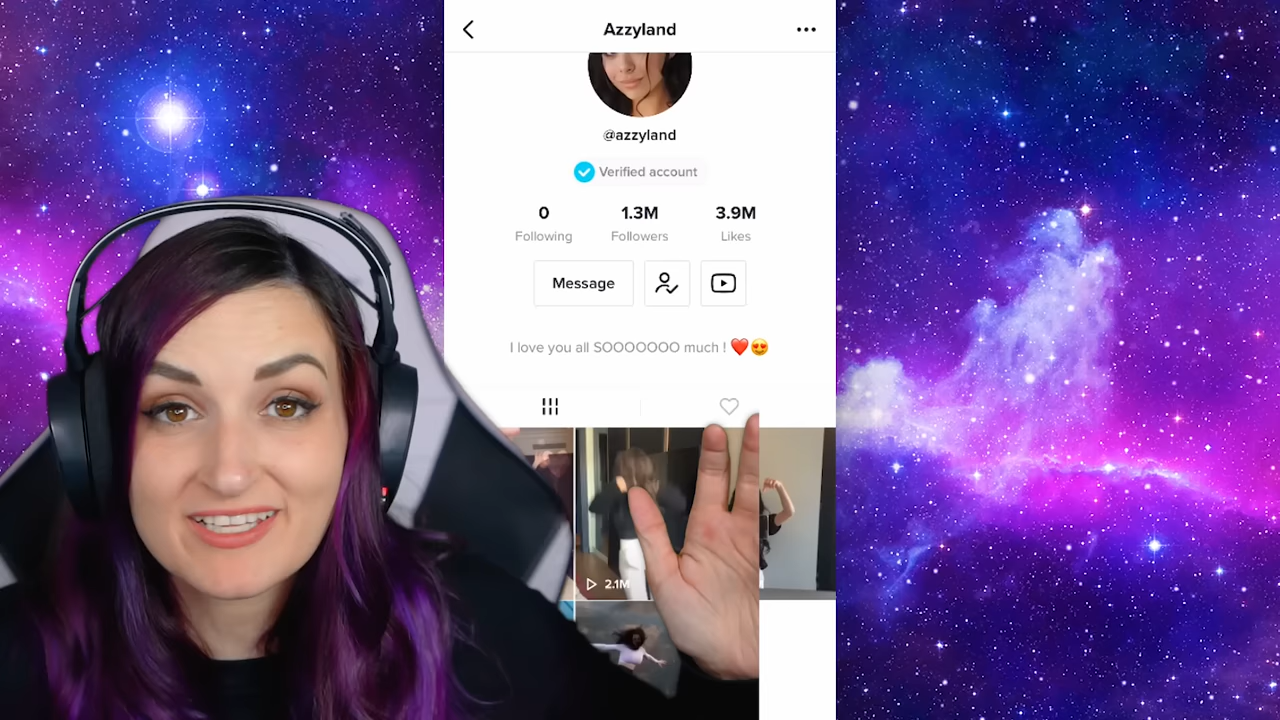 Azzyland
@azzyland
Verified account
0 1.3M 3.9M
Following Followers Likes
Message
I love you all SOOOOOOO much ! ❤️😍
2.1M